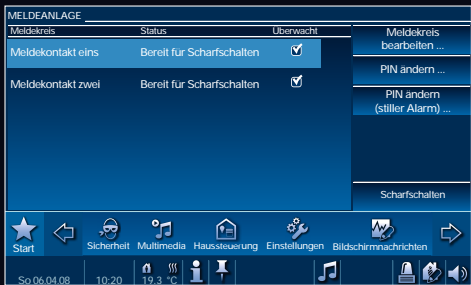 MELDEANLAGE
Meldekreis Status Überwacht
Meldekontakt eins Bereit für Scharfschalten
Meldekontakt zwei Bereit für Scharfschalten
Meldekreis
bearbeiten ...
PIN ändern ...
PIN ändern
(stiller Alarm) ...
Scharfschalten
Start Sicherheit Multimedia Haussteuerung Einstellungen Bildschirmnachrichten
So 06.04.08 10:20 19.3 °C